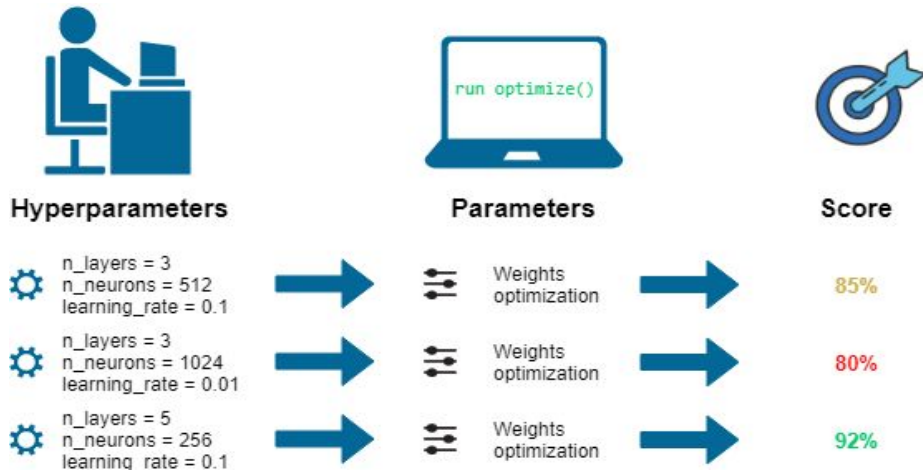 run optimize()
Hyperparameters
Parameters
Score
n_layers = 3
n_neurons = 512
learning_rate = 0.1
Weights
optimization
85%
n_layers = 3
n_neurons = 1024
learning_rate = 0.01
Weights
optimization
80%
n_layers = 5
n_neurons = 256
learning_rate = 0.1
Weights
optimization
92%